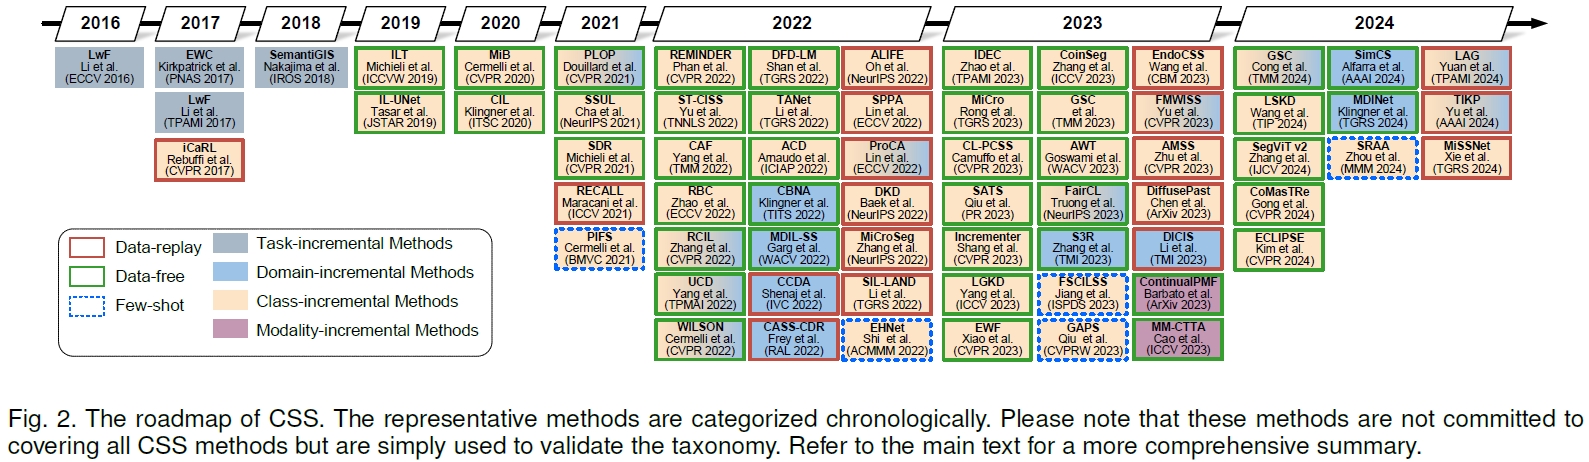 2016
2017
2018
2019
2020
2021
2022
2023
2024
LwF
Li et al.
(ECCV 2016)
EWC
Kirkpatrick et al.
(PNAS 2017)
LwF
Li et al.
(TPAMI 2017)
iCaRL
Rebuffi et al.
(CVPR 2017)
SemantiGIS
Nakajima et al.
(IROS 2018)
ILT
Michieli et al.
(ICCVW 2019)
IL-UNet
Tasar et al.
(JSTAR 2019)
MiB
Cermelli et al.
(CVPR 2020)
CIL
Klingner et al.
(ITSC 2020)
PLOP
Douillard et al.
(CVPR 2021)
SSUL
Cha et al.
(NeurIPS 2021)
SDR
Michieli et al.
(CVPR 2021)
RECALL
Maracani et al.
(ICCV 2021)
PIFS
Cermelli et al.
(BMVC 2021)
REMINDER
Phan et al.
(CVPR 2022)
ST-CISS
Yu et al.
(TNNLS 2022)
CAF
Yang et al.
(TMM 2022)
RBC
Zhao et al.
(ECCV 2022)
RCIL
Zhang et al.
(CVPR 2022)
UCD
Yang et al.
(TPMAI 2022)
WILSON
Cermelli et al.
(CVPR 2022)
DFD-LM
Shan et al.
(TGRS 2022)
TANet
Li et al.
(TGRS 2022)
ACD
Arnaudo et al.
(ICIAP 2022)
CBNA
Klingner et al.
(TITS 2022)
MDIL-SS
Garg et al.
(WACV 2022)
CCDA
Shenaj et al.
(IVC 2022)
CASS-CDR
Frey et al.
(RAL 2022)
ALIFE
Oh et al.
(NeurIPS 2022)
SPPA
Lin et al.
(ECCV 2022)
ProCA
Lin et al.
(ECCV 2022)
DKD
Baek et al.
(NeurIPS 2022)
MiCroSeg
Zhang et al.
(NeurIPS 2022)
SIL-LAND
Li et al.
(TGRS 2022)
EHNet
Shi et al.
(ACMMM 2022)
IDEC
Zhao et al.
(TPAMI 2023)
MiCro
Rong et al.
(TGRS 2023)
CL-PCSS
Camuffo et al.
(WACV 2023)
SATS
Qiu et al.
(PR 2023)
Incrementer
Shang et al.
(CVPR 2023)
LGKD
Yang et al.
(ICCV 2023)
EWF
Xiao et al.
(CVPR 2023)
CoinSeg
Zhang et al.
(ICCV 2023)
GSC
et al.
(TMM 2023)
AWT
Goswami et al.
(WACV 2023)
FairCL
Truong et al.
(NeurIPS 2023)
S3R
Zhang et al.
(TMI 2023)
FSCILSS
Jiang et al.
(ISPDS 2023)
GAPS
Qiu et al.
(CVPRW 2023)
EndoCSS
Wang et al.
(CBM 2023)
FMWISS
Yu et al.
(CVPR 2023)
AMSS
Zhu et al.
(CVPR 2023)
DiffusePast
Chen et al.
(ArXiv 2023)
DICIS
Li et al.
(TMI 2023)
ContinualPMF
Barbato et al.
(ArXiv 2023)
MM-CTTA
Cao et al.
(ICCV 2023)
GSC
Cong et al.
(TMM 2024)
LSKD
Wang et al.
(TIP 2024)
SegViT v2
Zhang et al.
(IJCV 2024)
CoMasTRe
Gong et al.
(CVPR 2024)
ECLIPSE
Kim et al.
(CVPR 2024)
SimCS
Alfarra et al.
(AAAI 2024)
MDINet
Klingner et al.
(TGRS 2024)
SRAA
Zhou et al.
(MMM 2024)
LAG
Yuan et al.
(TPAMI 2024)
TIKP
Yu et al.
(AAAI 2024)
MiSSNet
Xie et al.
(TGRS 2024)
Data-replay
Data-free
Few-shot
Task-incremental Methods
Domain-incremental Methods
Class-incremental Methods
Modality-incremental Methods
Fig. 2. The roadmap of CSS. The representative methods are categorized chronologically. Please note that these methods are not committed to
covering all CSS methods but are simply used to validate the taxonomy. Refer to the main text for a more comprehensive summary.